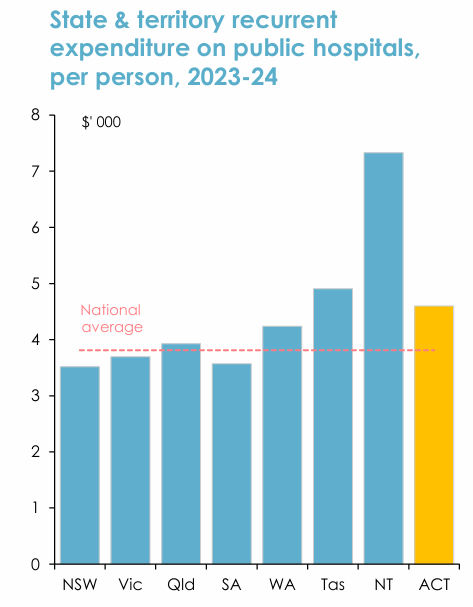 State & territory recurrent
expenditure on public hospitals,
per person, 2023-24
8
$' 000
7
6
5
National
average
4
3
2
1
0
NSW Vic Qld SA WA Tas NT ACT